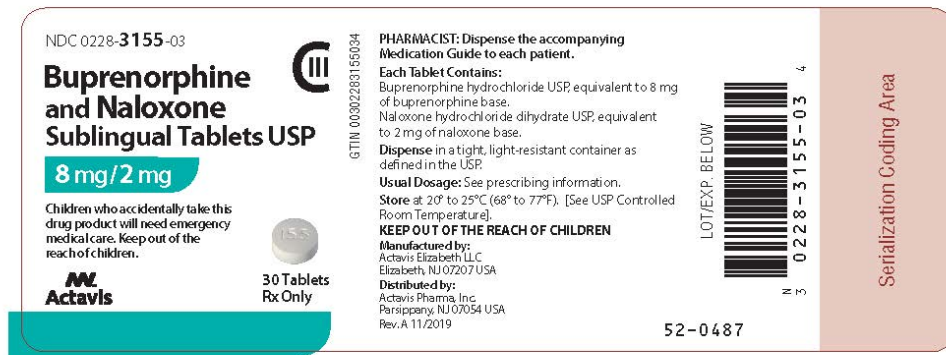 NDC 0228-3155-03
CIII
Buprenorphine
and Naloxone
Sublingual Tablets USP
8 mg/2 mg
Children who accidentally take this
drug product will need emergency
medical care. Keep out of the
reach of children.
155
Actavis
30 Tablets
Rx Only
GTIN 00302283155034
PHARMACIST: Dispense the accompanying
Medication Guide to each patient.
Each Tablet Contains:
Buprenorphine hydrochloride USP, equivalent to 8 mg
of buprenorphine base.
Naloxone hydrochloride dihydrate USP, equivalent
to 2 mg of naloxone base.
Dispense in a tight, light-resistant container as
defined in the USP.
Usual Dosage: See prescribing information.
Store at 20° to 25°C (68° to 77°F). [See USP Controlled
Room Temperature].
KEEP OUT OF THE REACH OF CHILDREN
Manufactured by:
Actavis Elizabeth LLC
Elizabeth, NJ 07207 USA
Distributed by:
Actavis Pharma, Inc.
Parsippany, NJ 07054 USA
Rev. A 11/2019
52-0487
LOT/EXP. BELOW
N 3 0228-3155-03 4
Serialization Coding Area